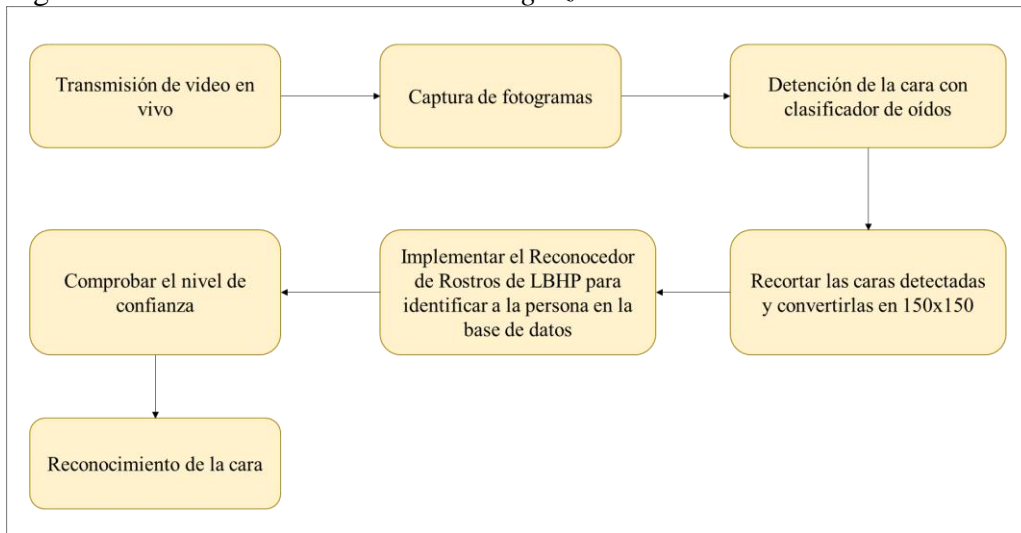 Transmisión de video en
vivo
Captura de fotogramas
Detención de la cara con
clasificador de oídos
Recortar las caras detectadas
y convertirlas en 150x150
Implementar el Reconocedor
de Rostros de LBHP para
identificar a la persona en la
base de datos
Comprobar el nivel de
confianza
Reconocimiento de la cara